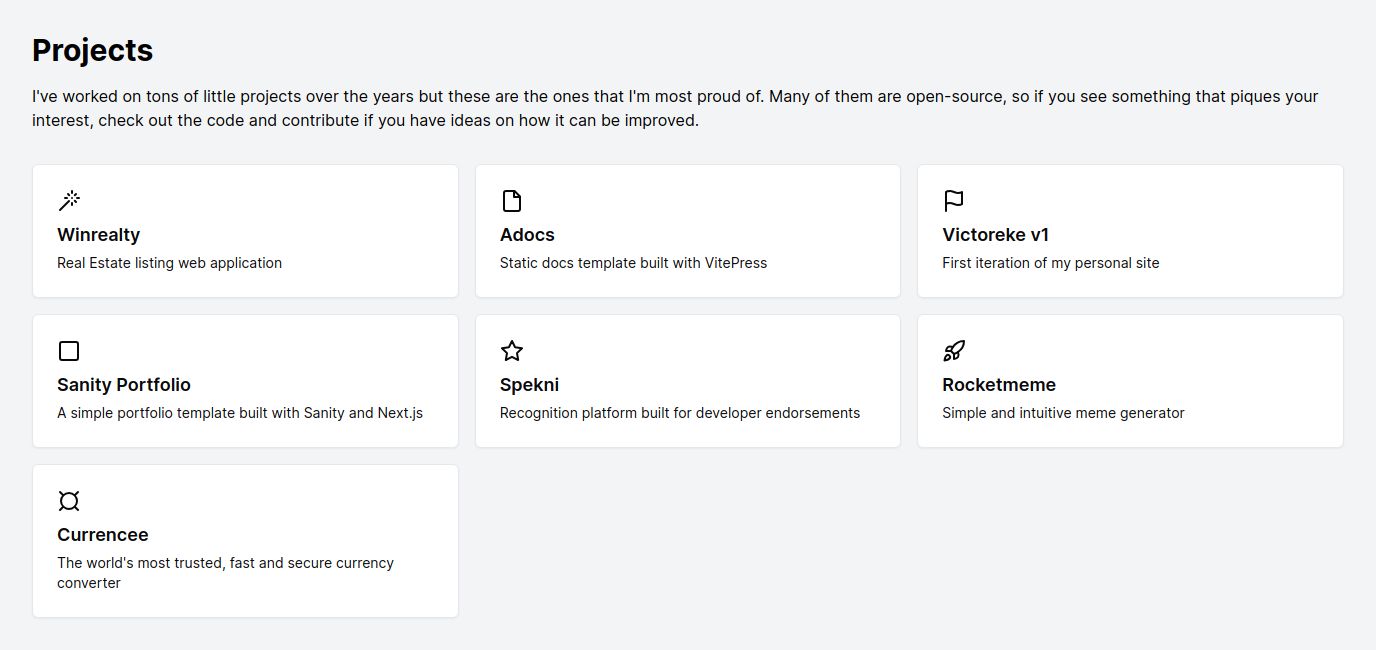 Projects
I've worked on tons of little projects over the years but these are the ones that I'm most proud of. Many of them are open-source, so if you see something that piques your
interest, check out the code and contribute if you have ideas on how it can be improved.
Winrealty
Real Estate listing web application
Adocs
Static docs template built with VitePress
Victoreke v1
First iteration of my personal site
Sanity Portfolio
A simple portfolio template built with Sanity and Next.js
Spekni
Recognition platform built for developer endorsements
Rocketmeme
Simple and intuitive meme generator
Currencee
The world's most trusted, fast and secure currency
converter